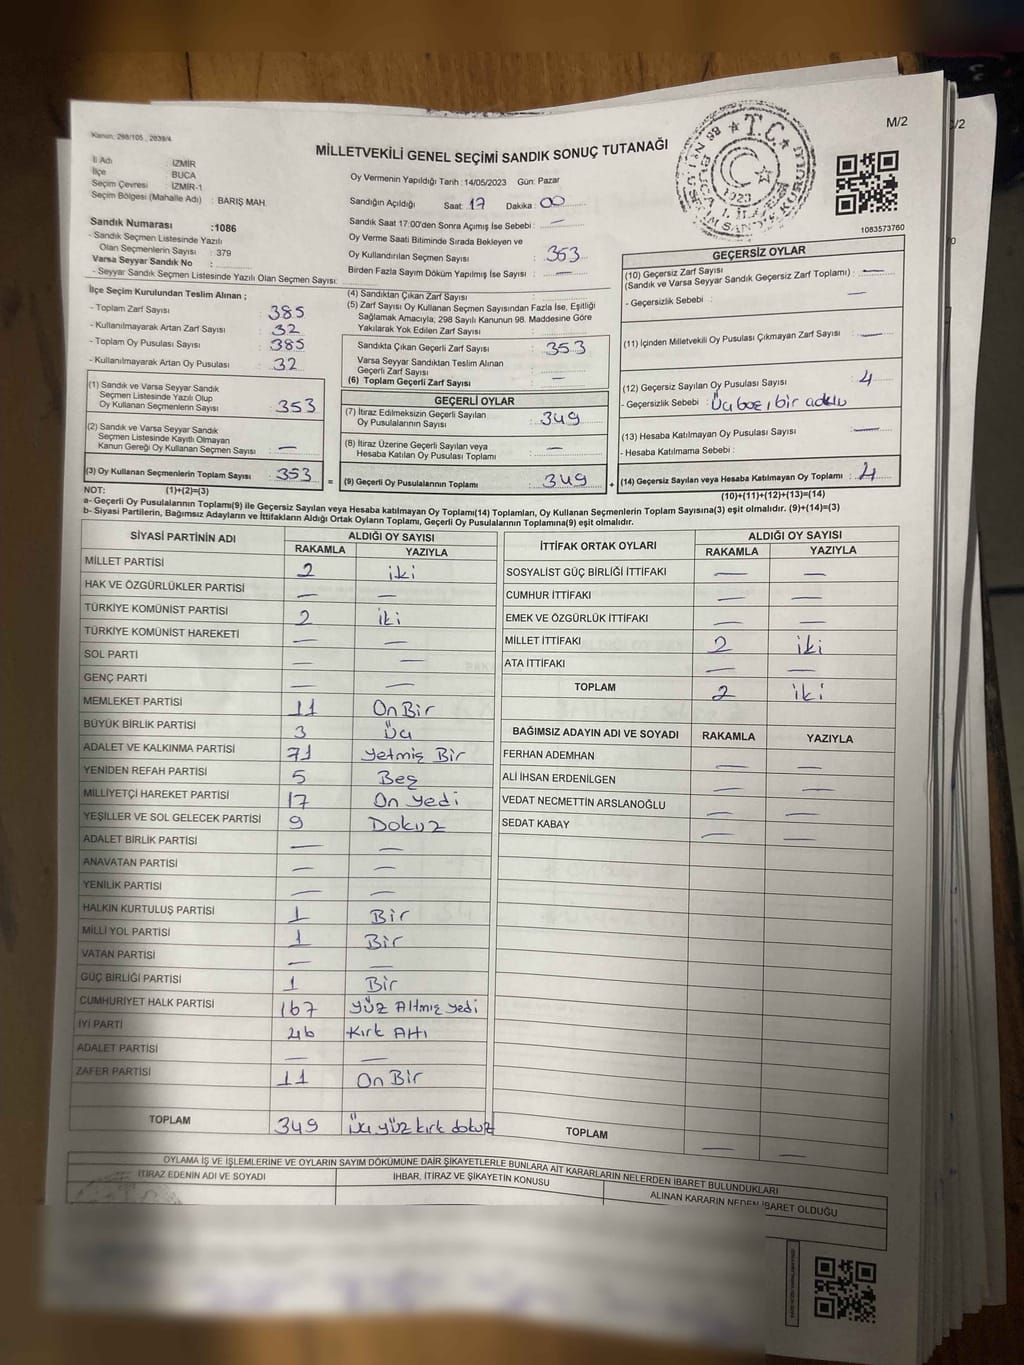 Kanun: 298/105, 2839/4
M/2
MİLLETVEKİLİ GENEL SEÇİMİ SANDIK SONUÇ TUTANAĞI
İl Adı : İZMİR
İlçe : BUCA
Seçim Çevresi : İZMİR-1
Seçim Bölgesi (Mahalle Adı) : BARIŞ MAH.
Oy Vermenin Yapıldığı Tarih : 14/05/2023 Gün: Pazar
Sandığın Açıldığı Saat: 17 Dakika: 00
Sandık Saat 17:00'den Sonra Açılmış İse Sebebi : —
Oy Verme Saati Bitiminde Sırada Bekleyen ve
Oy Kullandırılan Seçmen Sayısı : 353
Birden Fazla Sayım Döküm Yapılmış İse Sayısı : —
T.C.
1923
1083573760
Sandık Numarası :1086
- Sandık Seçmen Listesinde Yazılı
Olan Seçmenlerin Sayısı : 379
Varsa Seyyar Sandık No :
- Seyyar Sandık Seçmen Listesinde Yazılı Olan Seçmen Sayısı:
İlçe Seçim Kurulundan Teslim Alınan ;
- Toplam Zarf Sayısı : 385
- Kullanılmayarak Artan Zarf Sayısı : 32
- Toplam Oy Pusulası Sayısı : 385
- Kullanılmayarak Artan Oy Pusulası : 32
(1) Sandık ve Varsa Seyyar Sandık
Seçmen Listesinde Yazılı Olup
Oy Kullanan Seçmenlerin Sayısı : 353
(2) Sandık ve Varsa Seyyar Sandık
Seçmen Listesinde Kayıtlı Olmayan
Kanun Gereği Oy Kullanan Seçmen Sayısı : —
(3) Oy Kullanan Seçmenlerin Toplam Sayısı : 353
(4) Sandıktan Çıkan Zarf Sayısı :
(5) Zarf Sayısı Oy Kullanan Seçmen Sayısından Fazla İse, Eşitliği
Sağlamak Amacıyla; 298 Sayılı Kanunun 98. Maddesine Göre
Yakılarak Yok Edilen Zarf Sayısı :
Sandıkta Çıkan Geçerli Zarf Sayısı : 353
Varsa Seyyar Sandıktan Teslim Alınan
Geçerli Zarf Sayısı :
(6) Toplam Geçerli Zarf Sayısı : —
GEÇERLİ OYLAR
(7) İtiraz Edilmeksizin Geçerli Sayılan
Oy Pusulalarının Sayısı : 349
(8) İtiraz Üzerine Geçerli Sayılan veya
Hesaba Katılan Oy Pusulası Toplamı : —
= (9) Geçerli Oy Pusulalarının Toplamı : 349
GEÇERSİZ OYLAR
(10) Geçersiz Zarf Sayısı
(Sandık ve Varsa Seyyar Sandık Geçersiz Zarf Toplamı) : —
- Geçersizlik Sebebi : —
(11) İçinden Milletvekili Oy Pusulası Çıkmayan Zarf Sayısı : —
(12) Geçersiz Sayılan Oy Pusulası Sayısı : 4
- Geçersizlik Sebebi : Üç boş, bir
(13) Hesaba Katılmayan Oy Pusulası Sayısı : —
- Hesaba Katılmama Sebebi :
+ (14) Geçersiz Sayılan veya Hesaba Katılmayan Oy Toplamı : 4
NOT: (1)+(2)=(3)
(10)+(11)+(12)+(13)=(14)
a- Geçerli Oy Pusulalarının Toplamı(9) ile Geçersiz Sayılan veya Hesaba katılmayan Oy Toplamı(14) Toplamları, Oy Kullanan Seçmenlerin Toplam Sayısına(3) eşit olmalıdır. (9)+(14)=(3)
b- Siyasi Partilerin, Bağımsız Adayların ve İttifakların Aldığı Ortak Oyların Toplamı, Geçerli Oy Pusulalarının Toplamına(9) eşit olmalıdır.
SİYASİ PARTİNİN ADI ALDIĞI OY SAYISI
RAKAMLA YAZIYLA
MİLLET PARTİSİ 2 iki
HAK VE ÖZGÜRLÜKLER PARTİSİ — —
TÜRKİYE KOMÜNİST PARTİSİ 2 iki
TÜRKİYE KOMÜNİST HAREKETİ — —
SOL PARTİ — —
GENÇ PARTİ — —
MEMLEKET PARTİSİ 11 On Bir
BÜYÜK BİRLİK PARTİSİ 3 Üç
ADALET VE KALKINMA PARTİSİ 71 Yetmiş Bir
YENİDEN REFAH PARTİSİ 5 Beş
MİLLİYETÇİ HAREKET PARTİSİ 17 On yedi
YEŞİLLER VE SOL GELECEK PARTİSİ 9 Dokuz
ADALET BİRLİK PARTİSİ — —
ANAVATAN PARTİSİ — —
YENİLİK PARTİSİ — —
HALKIN KURTULUŞ PARTİSİ 1 Bir
MİLLİ YOL PARTİSİ 1 Bir
VATAN PARTİSİ — —
GÜÇ BİRLİĞİ PARTİSİ 1 Bir
CUMHURİYET HALK PARTİSİ 167 Yüz Altmış Yedi
İYİ PARTİ 46 Kırk Altı
ADALET PARTİSİ — —
ZAFER PARTİSİ 11 On Bir
TOPLAM 349 Üç yüz kırk dokuz
İTTİFAK ORTAK OYLARI ALDIĞI OY SAYISI
RAKAMLA YAZIYLA
SOSYALİST GÜÇ BİRLİĞİ İTTİFAKI — —
CUMHUR İTTİFAKI — —
EMEK VE ÖZGÜRLÜK İTTİFAKI — —
MİLLET İTTİFAKI 2 iki
ATA İTTİFAKI — —
TOPLAM 2 iki
BAĞIMSIZ ADAYIN ADI VE SOYADI RAKAMLA YAZIYLA
FERHAN ADEMHAN — —
ALİ İHSAN ERDENİLGEN — —
VEDAT NECMETTİN ARSLANOĞLU — —
SEDAT KABAY — —
TOPLAM — —
OYLAMA İŞ VE İŞLEMLERİNE VE OYLARIN SAYIM DÖKÜMÜNE DAİR ŞİKAYETLERLE BUNLARA AİT KARARLARIN NELERDEN İBARET BULUNDUKLARI
İTİRAZ EDENİN ADI VE SOYADI İHBAR, İTİRAZ VE ŞİKAYETİN KONUSU ALINAN KARARIN NEDEN İBARET OLDUĞU